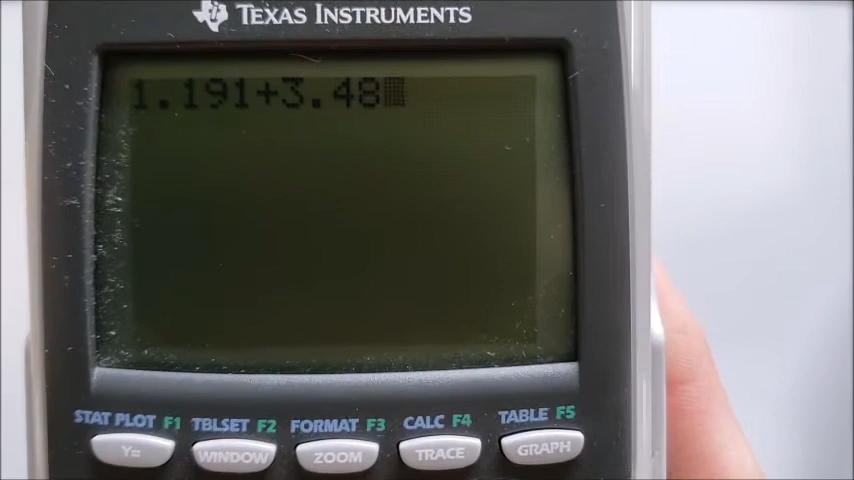 TEXAS INSTRUMENTS
1.191+3.48
STAT PLOT F1 TBLSET F2 FORMAT F3 CALC F4 TABLE F5
Y= WINDOW ZOOM TRACE GRAPH